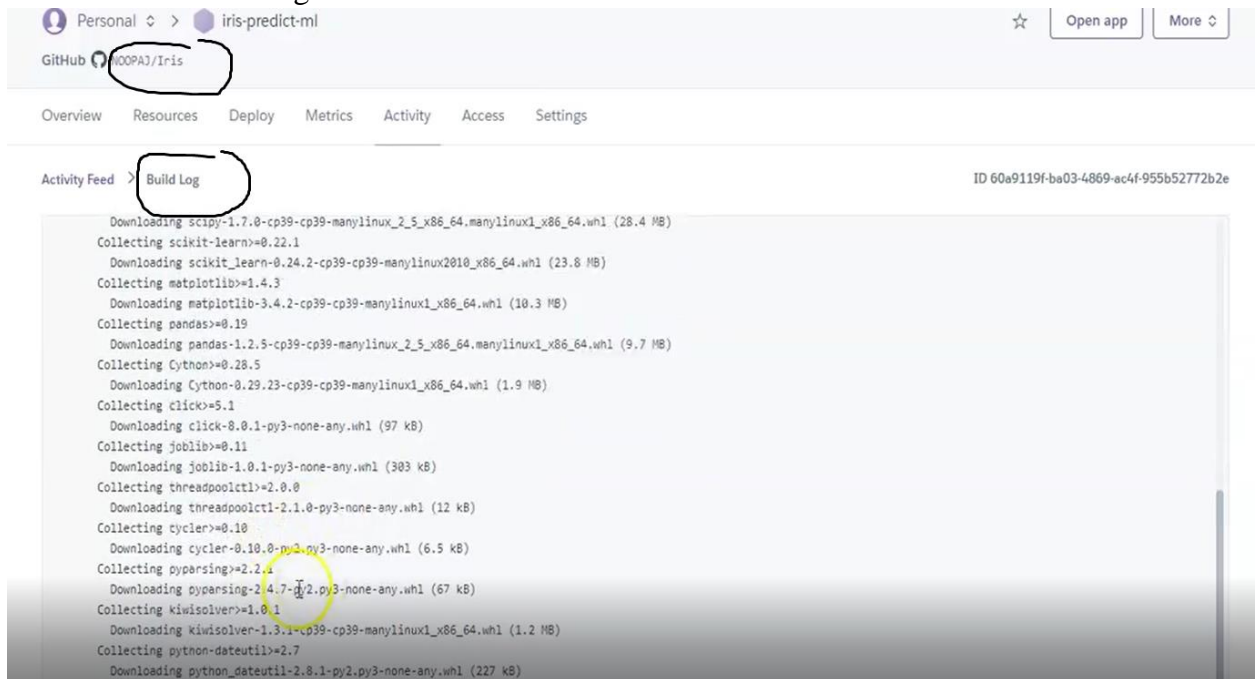 Personal > iris-predict-ml
Open app
More
GitHub NOOPAJ/Iris
Overview Resources Deploy Metrics Activity Access Settings
Activity Feed > Build Log
ID 60a9119f-ba03-4869-ac4f-955b52772b2e
Downloading scipy-1.7.0-cp39-cp39-manylinux_2_5_x86_64.manylinux1_x86_64.whl (28.4 MB)
Collecting scikit-learn>=0.22.1
Downloading scikit_learn-0.24.2-cp39-cp39-manylinux2010_x86_64.whl (23.8 MB)
Collecting matplotlib>=1.4.3
Downloading matplotlib-3.4.2-cp39-cp39-manylinux1_x86_64.whl (10.3 MB)
Collecting pandas>=0.19
Downloading pandas-1.2.5-cp39-cp39-manylinux_2_5_x86_64.manylinux1_x86_64.whl (9.7 MB)
Collecting Cython>=0.28.5
Downloading Cython-0.29.23-cp39-cp39-manylinux1_x86_64.whl (1.9 MB)
Collecting click>=5.1
Downloading click-8.0.1-py3-none-any.whl (97 kB)
Collecting joblib>=0.11
Downloading joblib-1.0.1-py3-none-any.whl (303 kB)
Collecting threadpoolctl>=2.0.0
Downloading threadpoolctl-2.1.0-py3-none-any.whl (12 kB)
Collecting cycler>=0.10
Downloading cycler-0.10.0-py2.py3-none-any.whl (6.5 kB)
Collecting pyparsing>=2.2.1
Downloading pyparsing-2.4.7-py2.py3-none-any.whl (67 kB)
Collecting kiwisolver>=1.0.1
Downloading kiwisolver-1.3.1-cp39-cp39-manylinux1_x86_64.whl (1.2 MB)
Collecting python-dateutil>=2.7
Downloading python_dateutil-2.8.1-py2.py3-none-any.whl (227 kB)